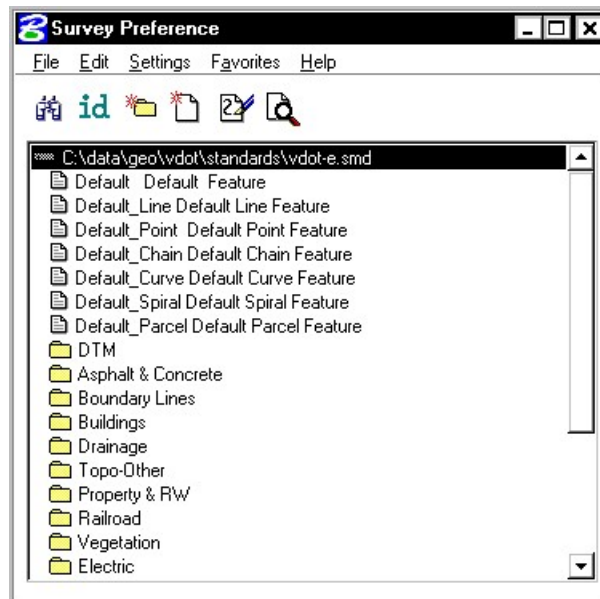 Survey Preference
File Edit Settings Favorites Help
id
C:\data\geo\vdot\standards\vdot-e.smd
Default Default Feature
Default_Line Default Line Feature
Default_Point Default Point Feature
Default_Chain Default Chain Feature
Default_Curve Default Curve Feature
Default_Spiral Default Spiral Feature
Default_Parcel Default Parcel Feature
DTM
Asphalt & Concrete
Boundary Lines
Buildings
Drainage
Topo-Other
Property & RW
Railroad
Vegetation
Electric